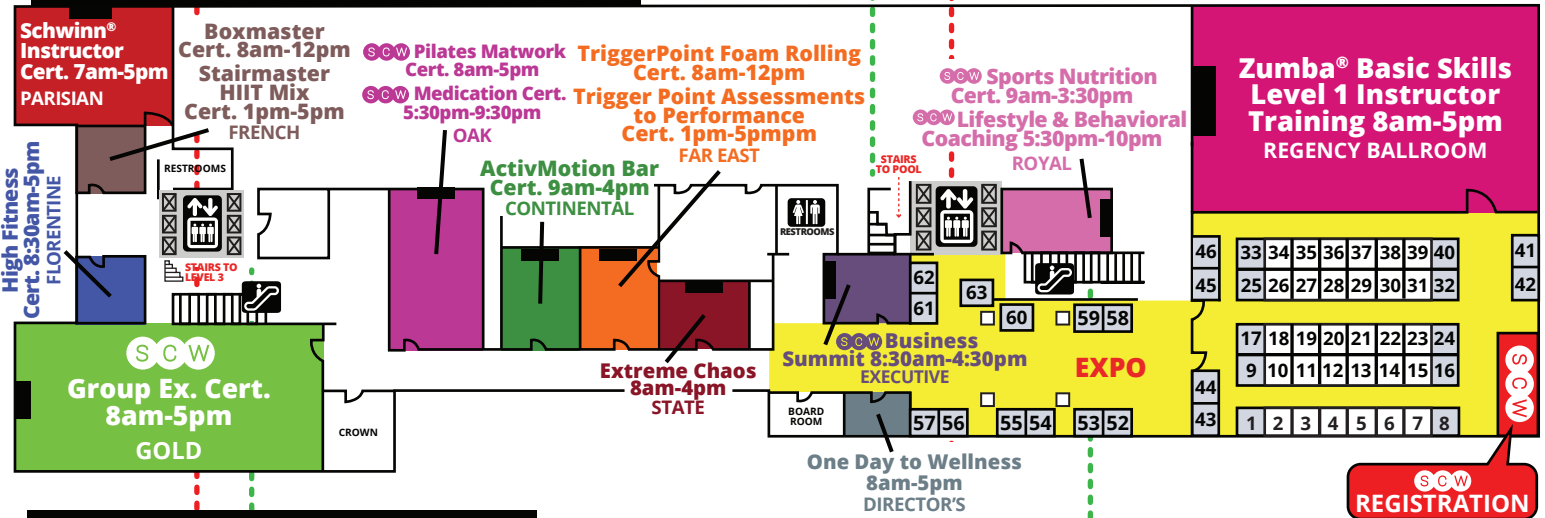 Schwinn®
Instructor
Cert. 7am-5pm
PARISIAN
Boxmaster
Cert. 8am-12pm
Stairmaster
HIIT Mix
Cert. 1pm-5pm
FRENCH
SCW Pilates Matwork
Cert. 8am-5pm
SCW Medication Cert.
5:30pm-9:30pm
OAK
TriggerPoint Foam Rolling
Cert. 8am-12pm
Trigger Point Assessments
to Performance
Cert. 1pm-5pmpm
FAR EAST
ActivMotion Bar
Cert. 9am-4pm
CONTINENTAL
SCW Sports Nutrition
Cert. 9am-3:30pm
SCW Lifestyle & Behavioral
Coaching 5:30pm-10pm
ROYAL
Zumba® Basic Skills
Level 1 Instructor
Training 8am-5pm
REGENCY BALLROOM
RESTROOMS
STAIRS
TO POOL
RESTROOMS
High Fitness
Cert. 8:30am-5pm
FLORENTINE
STAIRS TO
LEVEL 3
SCW
Group Ex. Cert.
8am-5pm
GOLD
CROWN
Extreme Chaos
8am-4pm
STATE
SCW Business
Summit 8:30am-4:30pm
EXECUTIVE
BOARD
ROOM
One Day to Wellness
8am-5pm
DIRECTOR'S
EXPO
62
61
63
60
59 58
57 56
55 54
53 52
46
45
44
43
33 34 35 36 37 38 39 40
25 26 27 28 29 30 31 32
17 18 19 20 21 22 23 24
9 10 11 12 13 14 15 16
1 2 3 4 5 6 7 8
41
42
SCW
SCW
REGISTRATION